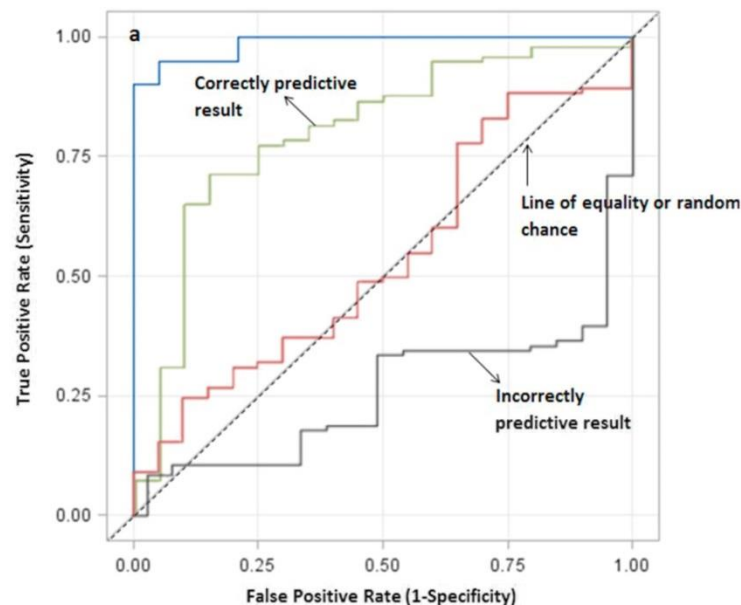 a
1.00
0.75
0.50
0.25
0.00
True Positive Rate (Sensitivity)
Correctly predictive
result
Line of equality or random
chance
Incorrectly
predictive result
0.00 0.25 0.50 0.75 1.00
False Positive Rate (1-Specificity)